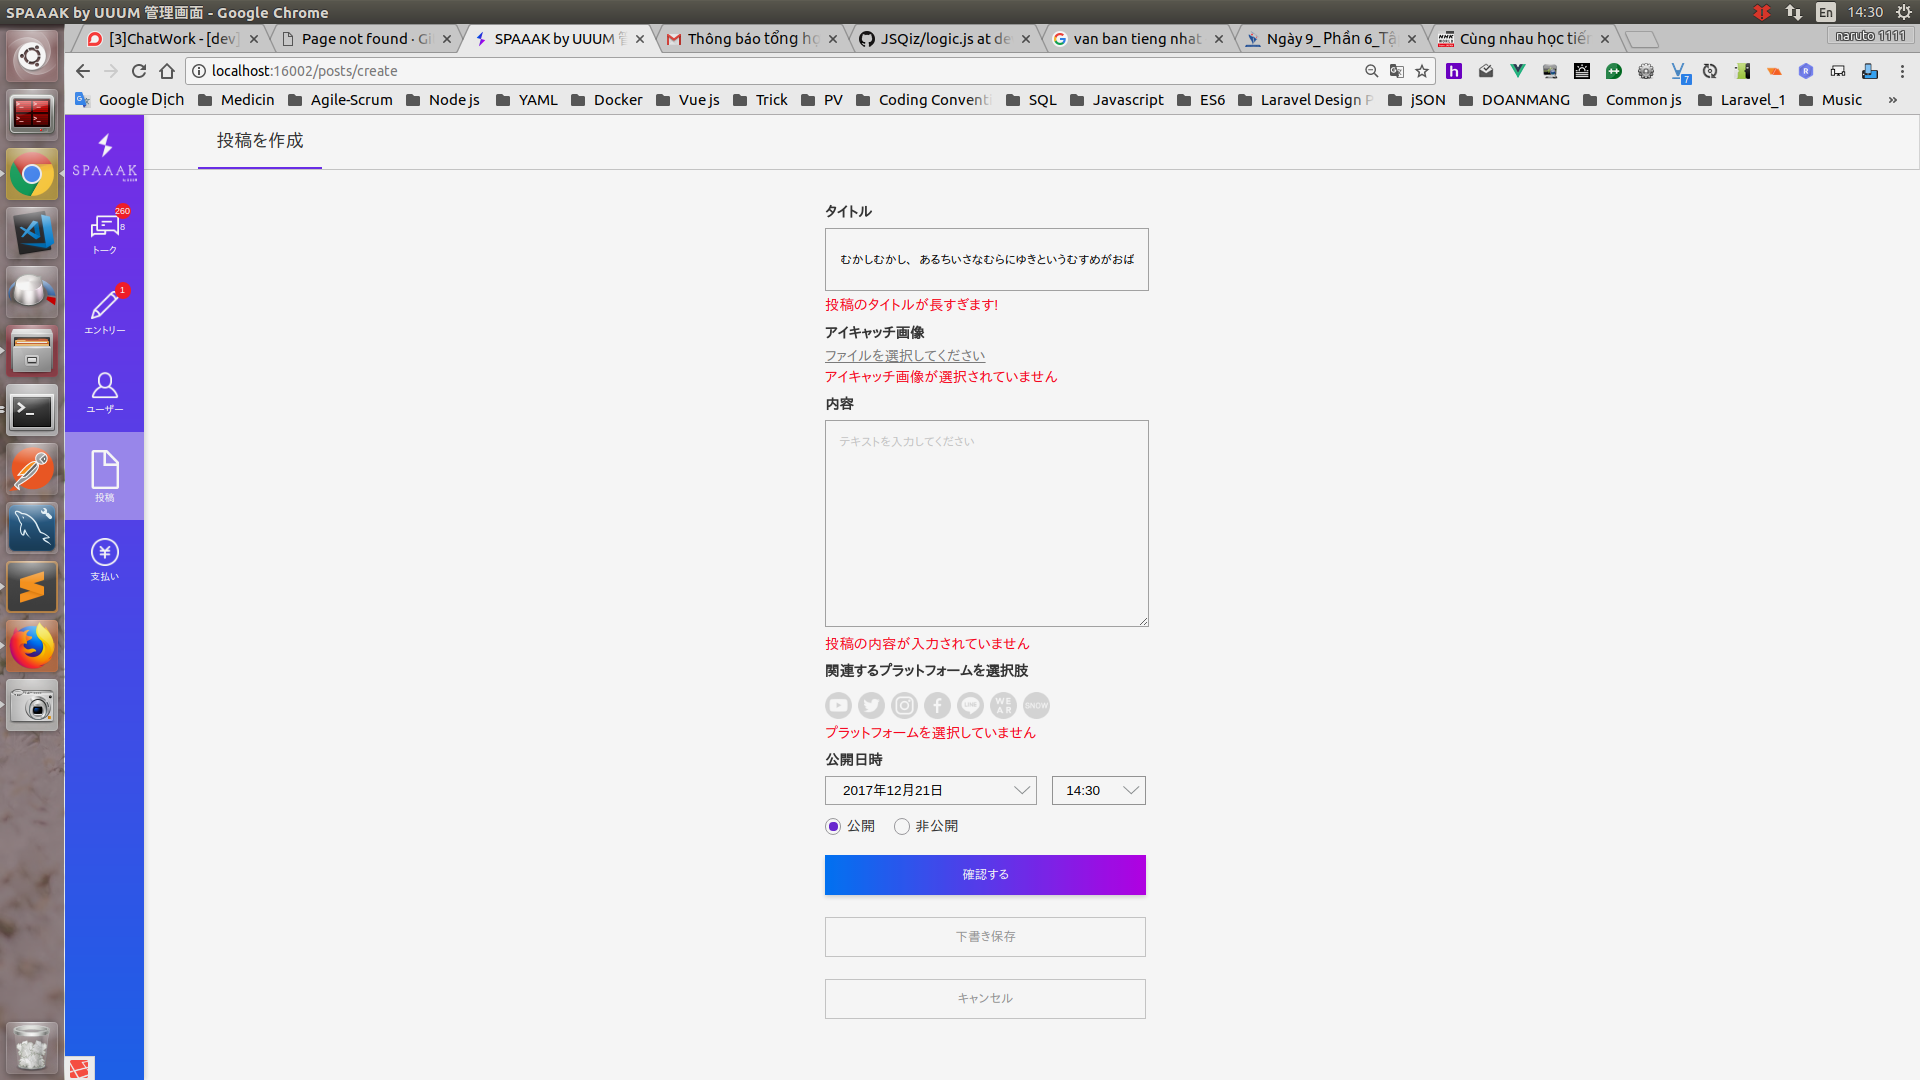 SPAAAK by UUUM 管理画面 - Google Chrome
En 14:30
[3]ChatWork - [dev]
Page not found · Gi
SPAAAK by UUUM 管
Thông báo tổng hợ
JSQiz/logic.js at de
van ban tieng nhat
Ngày 9_ Phần 6_Tậ
Cùng nhau học tiến
naruto 1111
localhost:16002/posts/create
7
Google Dịch
Medicin
Agile-Scrum
Node js
YAML
Docker
Vue js
Trick
PV
Coding Conventi
SQL
Javascript
ES6
Laravel Design P
jSON
DOANMANG
Common js
Laravel_1
Music
»
SPAAAK
投稿を作成
260
8
トーク
1
エントリー
ユーザー
投稿
支払い
タイトル
むかしむかし、あるちいさなむらにゆきというむすめがおば
投稿のタイトルが長すぎます!
アイキャッチ画像
ファイルを選択してください
アイキャッチ画像が選択されていません
内容
テキストを入力してください
投稿の内容が入力されていません
関連するプラットフォームを選択肢
LINE
WE
AR
SNOW
プラットフォームを選択していません
公開日時
2017年12月21日
14:30
公開
非公開
確認する
下書き保存
キャンセル